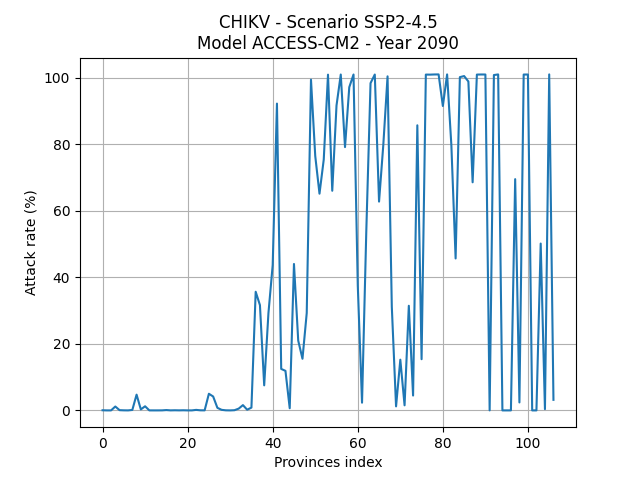 CHIKV - Scenario SSP2-4.5
Model ACCESS-CM2 - Year 2090
Attack rate (%)
100
80
60
40
20
0
0 20 40 60 80 100
Provinces index